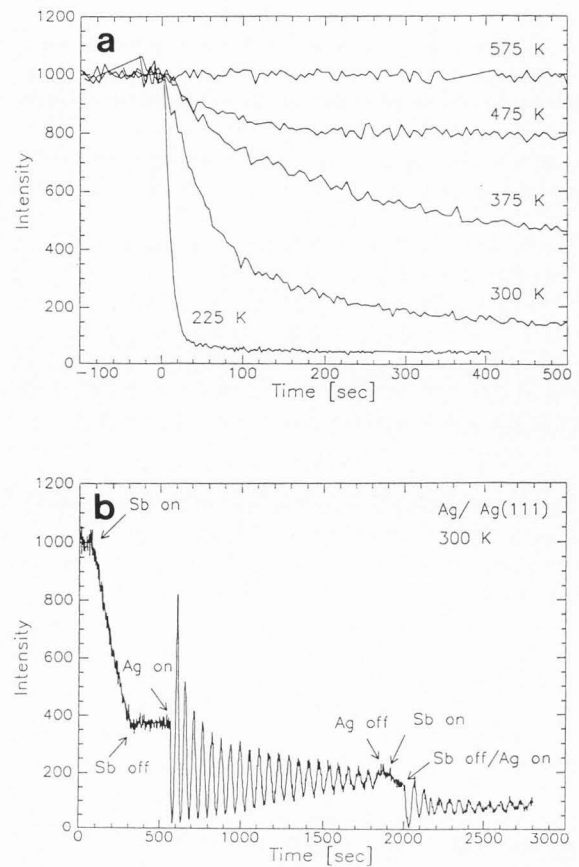 a
1200
1000
800
600
400
200
0
Intensity
575 K
475 K
375 K
300 K
225 K
−100 0 100 200 300 400 500
Time [sec]
b
1200
1000
800
600
400
200
0
Intensity
Sb on
Ag/ Ag(111)
300 K
Ag on
Sb off
Ag off
Sb on
Sb off/Ag on
0 500 1000 1500 2000 2500 3000
Time [sec]